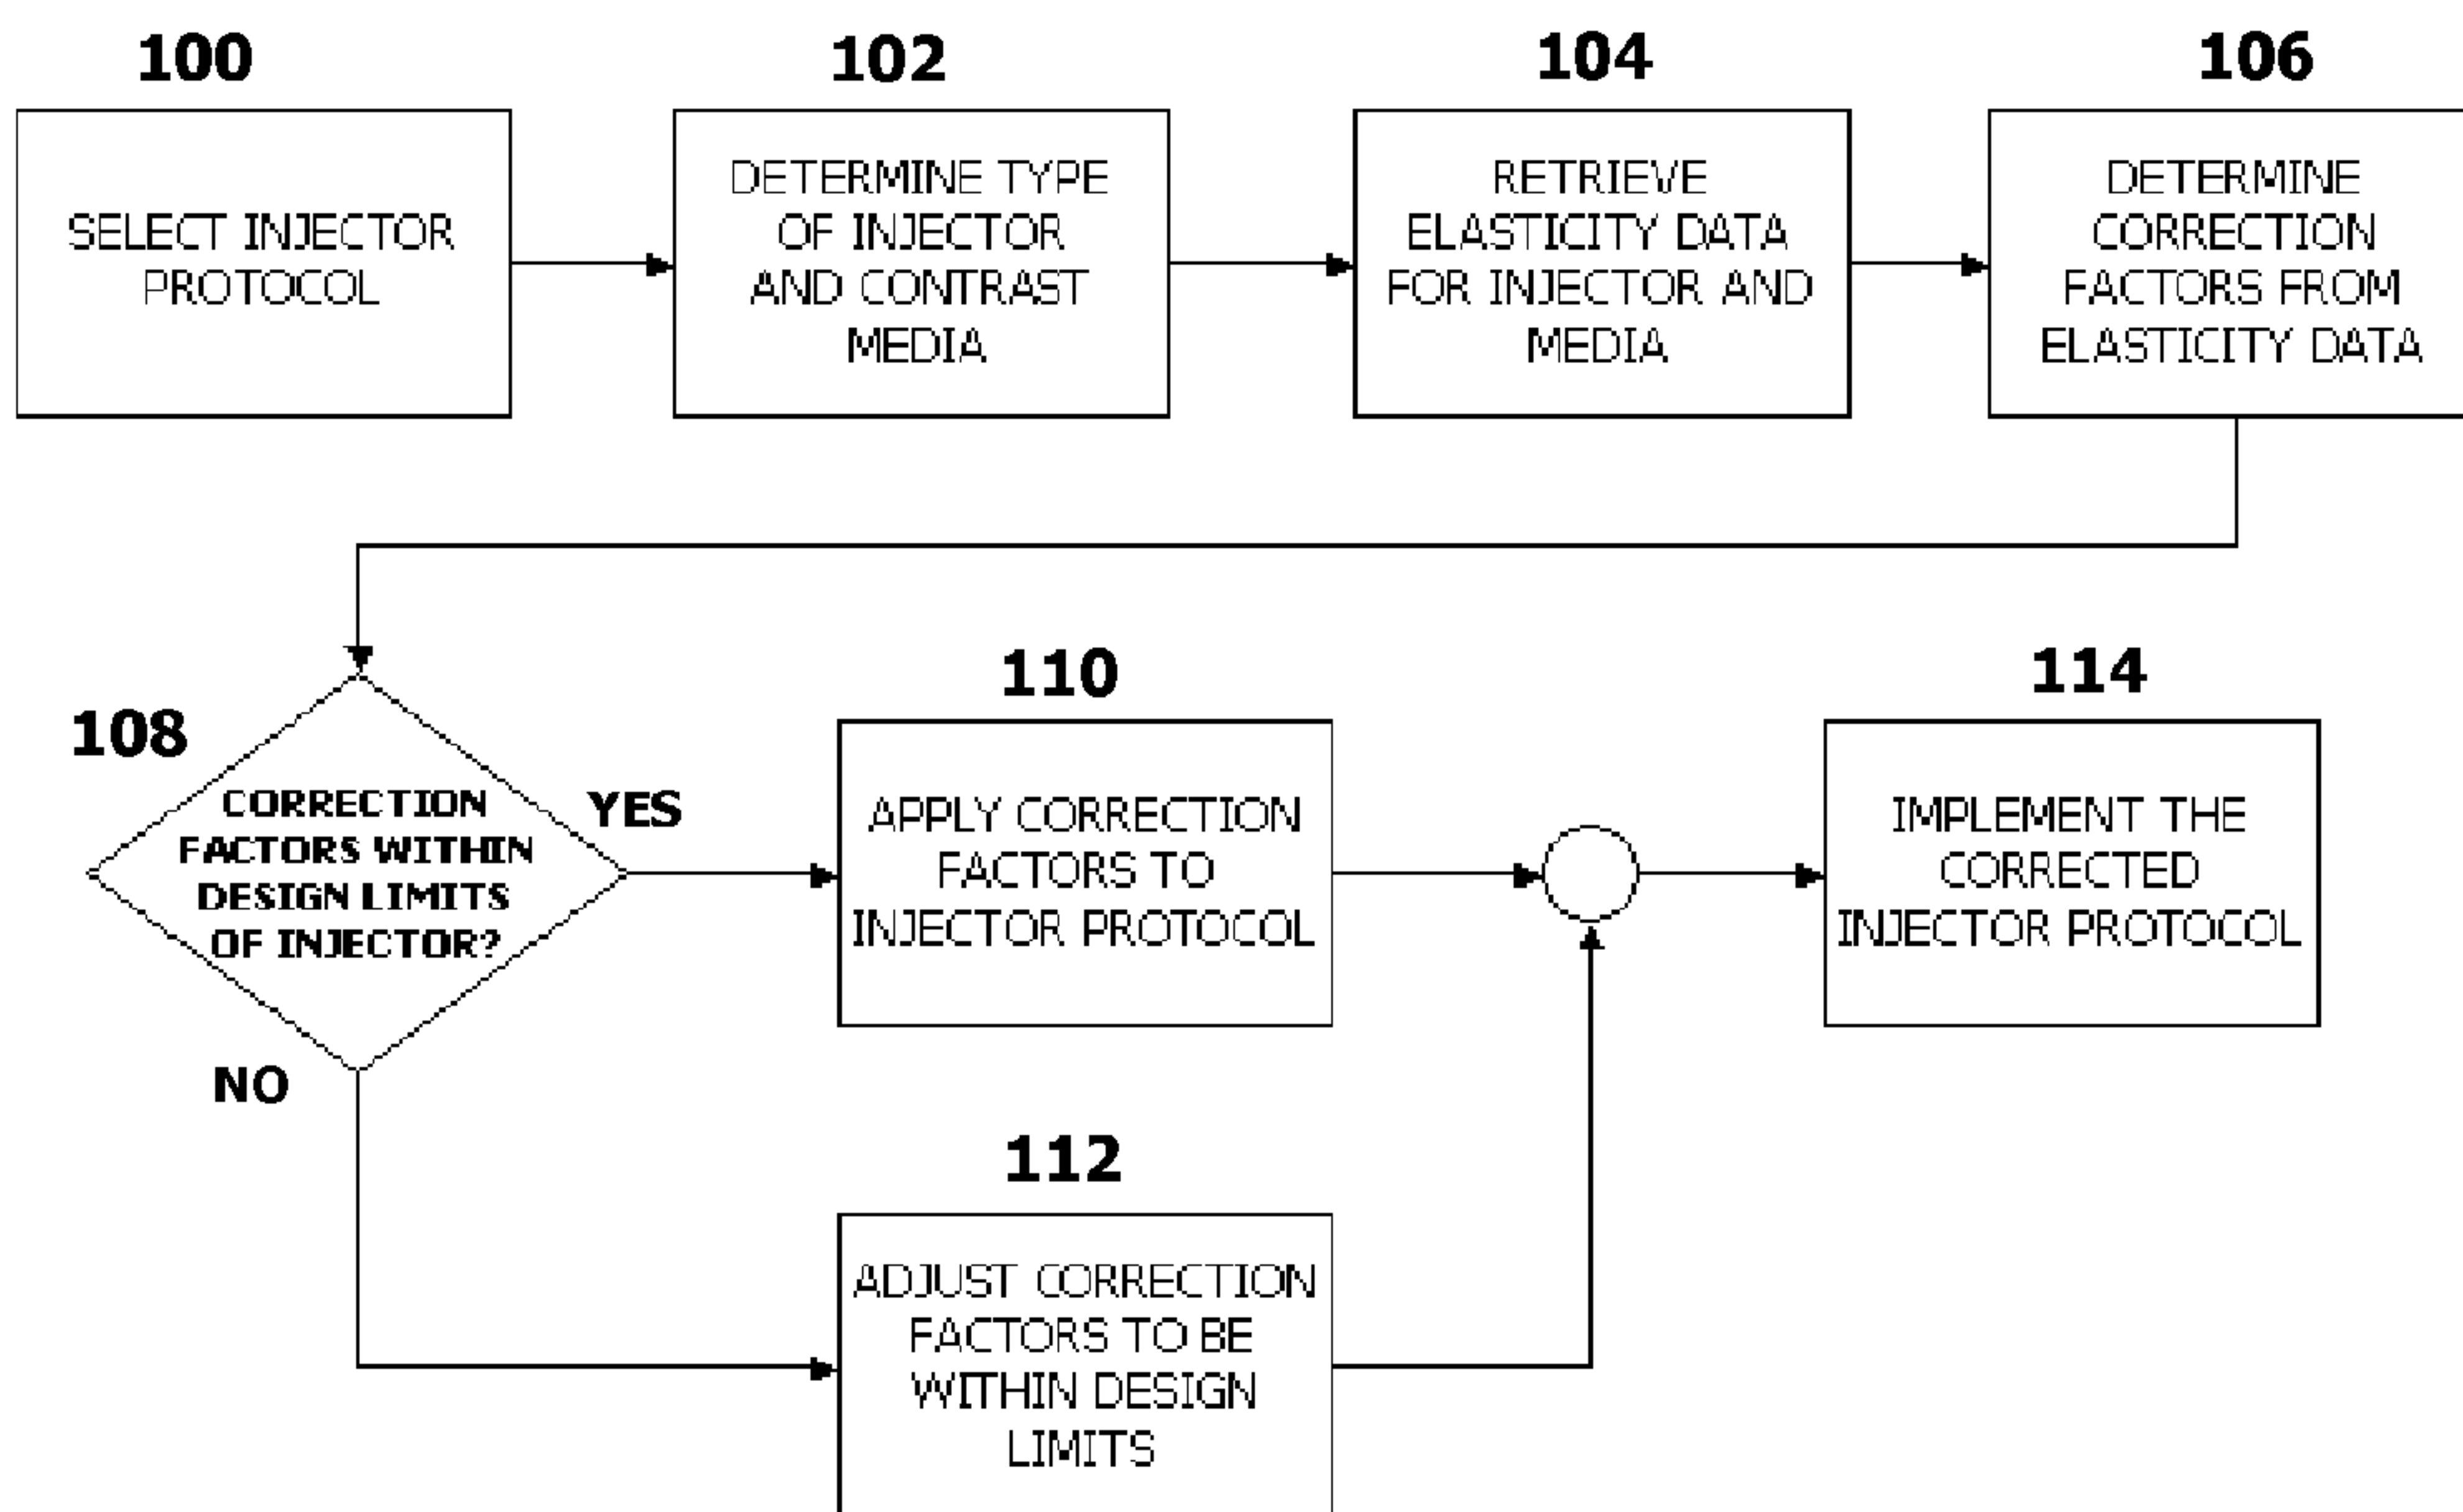 100
SELECT INJECTOR
PROTOCOL
102
DETERMINE TYPE
OF INJECTOR
AND CONTRAST
MEDIA
104
RETRIEVE
ELASTICITY DATA
FOR INJECTOR AND
MEDIA
106
DETERMINE
CORRECTION
FACTORS FROM
ELASTICITY DATA
108
CORRECTION
FACTORS WITHIN
DESIGN LIMITS
OF INJECTOR?
YES
NO
110
APPLY CORRECTION
FACTORS TO
INJECTOR PROTOCOL
112
ADJUST CORRECTION
FACTORS TO BE
WITHIN DESIGN
LIMITS
114
IMPLEMENT THE
CORRECTED
INJECTOR PROTOCOL